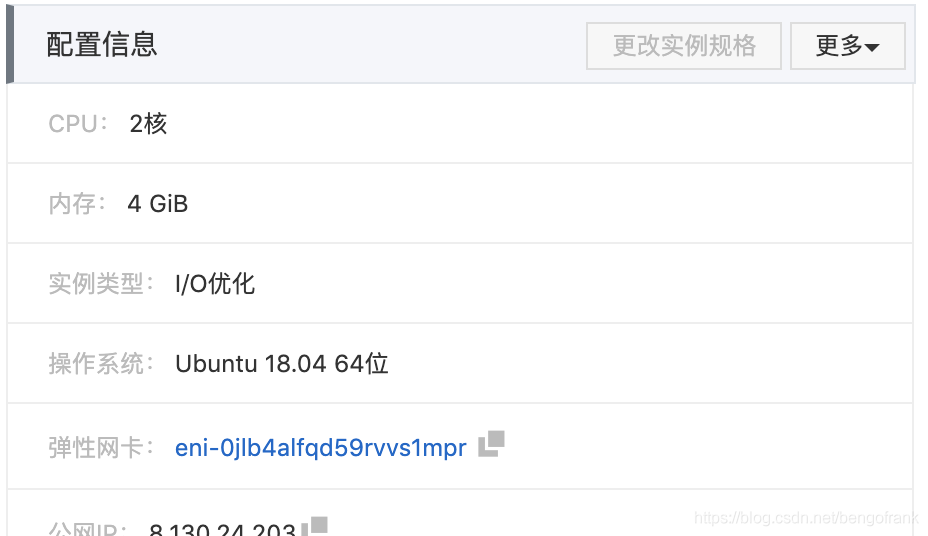 配置信息
更改实例规格
更多
CPU： 2核
内存： 4 GiB
实例类型： I/O优化
操作系统： Ubuntu 18.04 64位
弹性网卡： eni-0jlb4alfqd59rvvs1mpr
公网IP： 8.130.24.203
https://blog.csdn.net/bengofrank